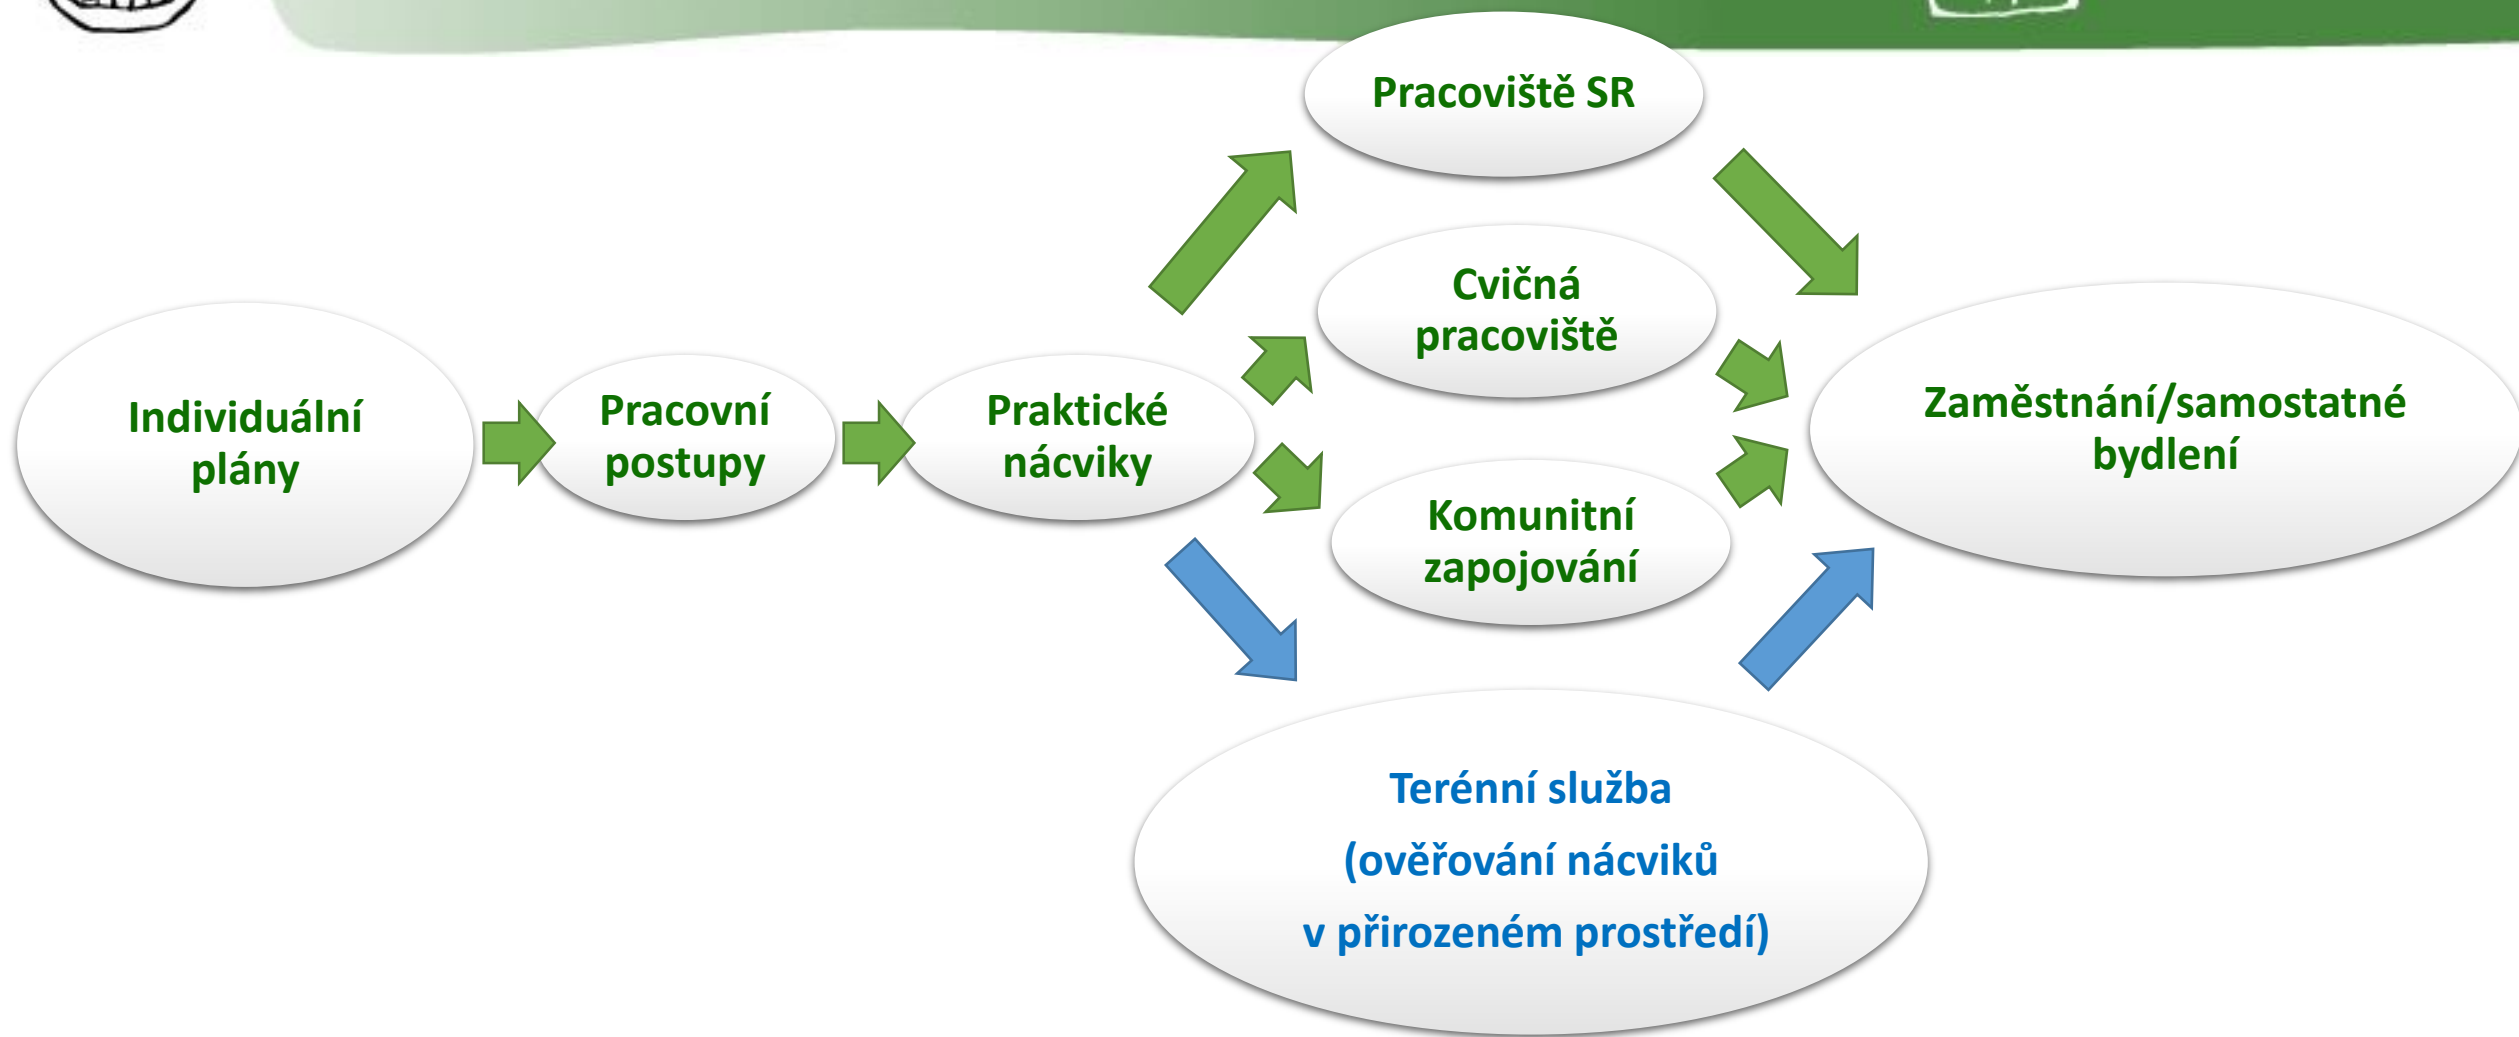 Individuální
plány
Pracovní
postupy
Praktické
nácviky
Pracoviště SR
Cvičná
pracoviště
Komunitní
zapojování
Terénní služba
(ověřování nácviků
v přirozeném prostředí)
Zaměstnání/samostatné
bydlení